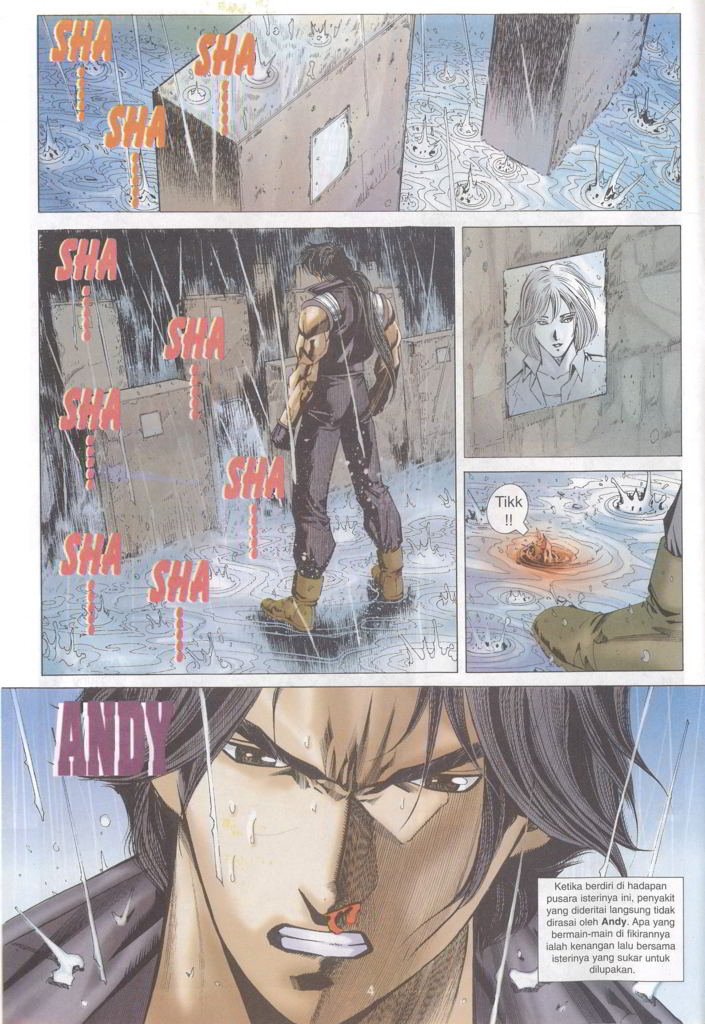 SHA
SHA
SHA
SHA
SHA
SHA
SHA
SHA
SHA
Tikk
!!
ANDY
Ketika berdiri di hadapan
pusara isterinya ini, penyakit
yang dideritai langsung tidak
dirasai oleh Andy. Apa yang
bermain-main di fikirannya
ialah kenangan lalu bersama
isterinya yang sukar untuk
dilupakan.
4